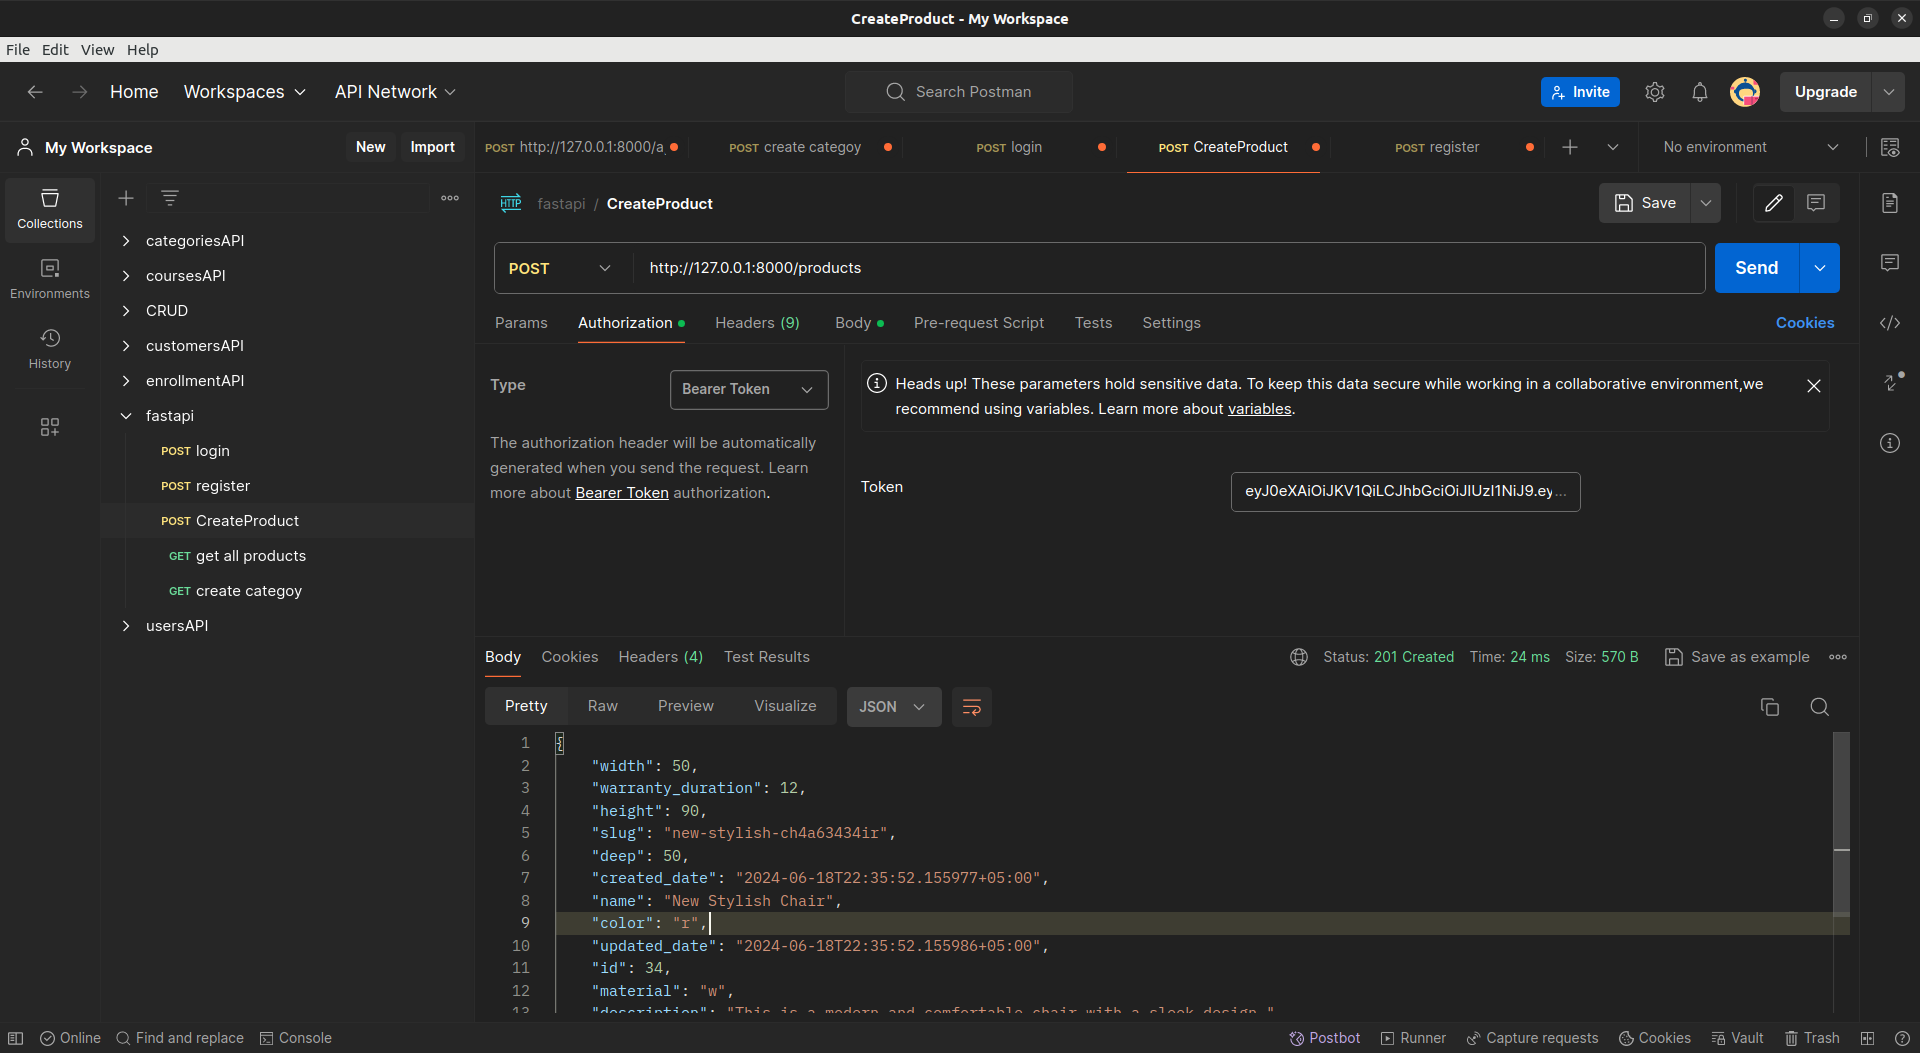 CreateProduct - My Workspace
File Edit View Help
Home Workspaces API Network Search Postman Invite Upgrade
My Workspace New Import
POST http://127.0.0.1:8000/a POST create categoy POST login POST CreateProduct POST register No environment
Collections
Environments
History
categoriesAPI
coursesAPI
CRUD
customersAPI
enrollmentAPI
fastapi
POST login
POST register
POST CreateProduct
GET get all products
GET create categoy
usersAPI
HTTP fastapi / CreateProduct Save
POST http://127.0.0.1:8000/products Send
Params Authorization Headers (9) Body Pre-request Script Tests Settings Cookies
Type Bearer Token
The authorization header will be automatically
generated when you send the request. Learn
more about Bearer Token authorization.
Heads up! These parameters hold sensitive data. To keep this data secure while working in a collaborative environment,we
recommend using variables. Learn more about variables.
Token eyJ0eXAiOiJKV1QiLCJhbGciOiJIUzI1NiJ9.ey...
Body Cookies Headers (4) Test Results Status: 201 Created Time: 24 ms Size: 570 B Save as example
Pretty Raw Preview Visualize JSON
1 {
2 "width": 50,
3 "warranty_duration": 12,
4 "height": 90,
5 "slug": "new-stylish-ch4a63434ir",
6 "deep": 50,
7 "created_date": "2024-06-18T22:35:52.155977+05:00",
8 "name": "New Stylish Chair",
9 "color": "r",
10 "updated_date": "2024-06-18T22:35:52.155986+05:00",
11 "id": 34,
12 "material": "w",
13 "description": "This is a modern and comfortable chair with a sleek design."
Online Find and replace Console Postbot Runner Capture requests Cookies Vault Trash